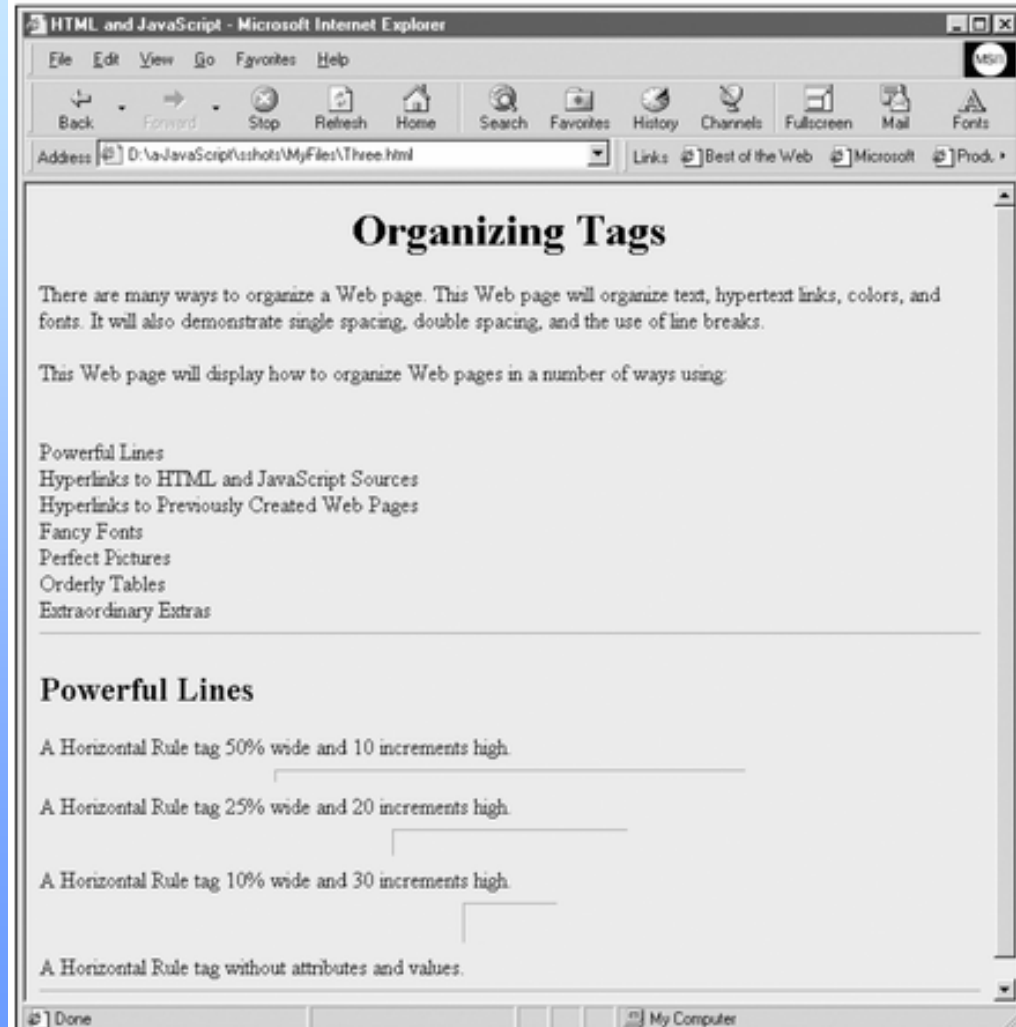 HTML and JavaScript - Microsoft Internet Explorer
File Edit View Go Favorites Help
MSN
Back Forward Stop Refresh Home Search Favorites History Channels Fullscreen Mail Fonts
Address D:\a-JavaScript\sshots\MyFiles\Three.html Links Best of the Web Microsoft Produ
Organizing Tags
There are many ways to organize a Web page. This Web page will organize text, hypertext links, colors, and
fonts. It will also demonstrate single spacing, double spacing, and the use of line breaks.
This Web page will display how to organize Web pages in a number of ways using:
Powerful Lines
Hyperlinks to HTML and JavaScript Sources
Hyperlinks to Previously Created Web Pages
Fancy Fonts
Perfect Pictures
Orderly Tables
Extraordinary Extras
Powerful Lines
A Horizontal Rule tag 50% wide and 10 increments high.
A Horizontal Rule tag 25% wide and 20 increments high.
A Horizontal Rule tag 10% wide and 30 increments high.
A Horizontal Rule tag without attributes and values.
Done My Computer